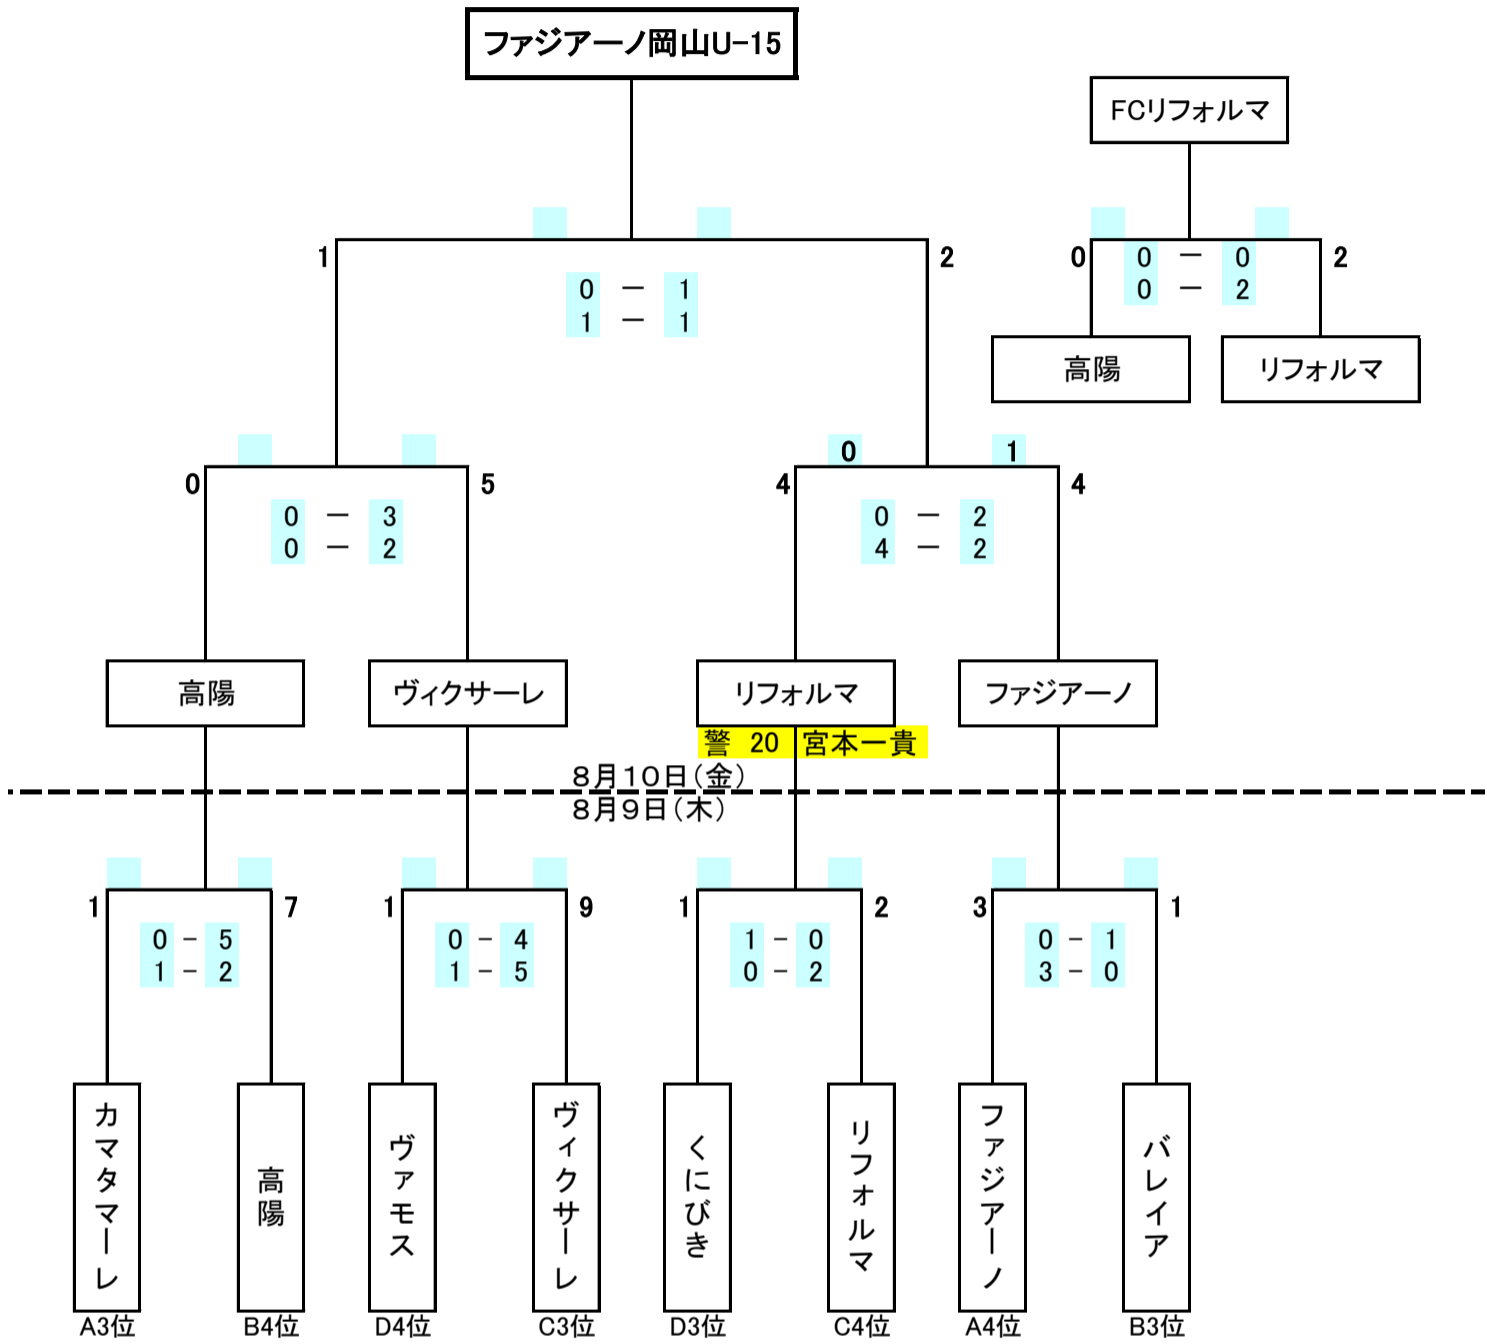 ファジアーノ岡山U-15
FCリフォルマ
1 2
0 － 1
1 － 1
0 0 － 0 2
0 － 2
高陽 リフォルマ
0 1
0 5 4 4
0 － 3 0 － 2
0 － 2 4 － 2
高陽 ヴィクサーレ リフォルマ ファジアーノ
警 20 宮本一貴
８月１０日（金）
８月９日（木）
1 7 1 9 1 2 3 1
0 - 5 0 - 4 1 - 0 0 - 1
1 - 2 1 - 5 0 - 2 3 - 0
カマタマーレ
高陽
ヴァモス
ヴィクサーレ
くにびき
リフォルマ
ファジアーノ
バレイア
A3位 B4位 D4位 C3位 D3位 C4位 A4位 B3位